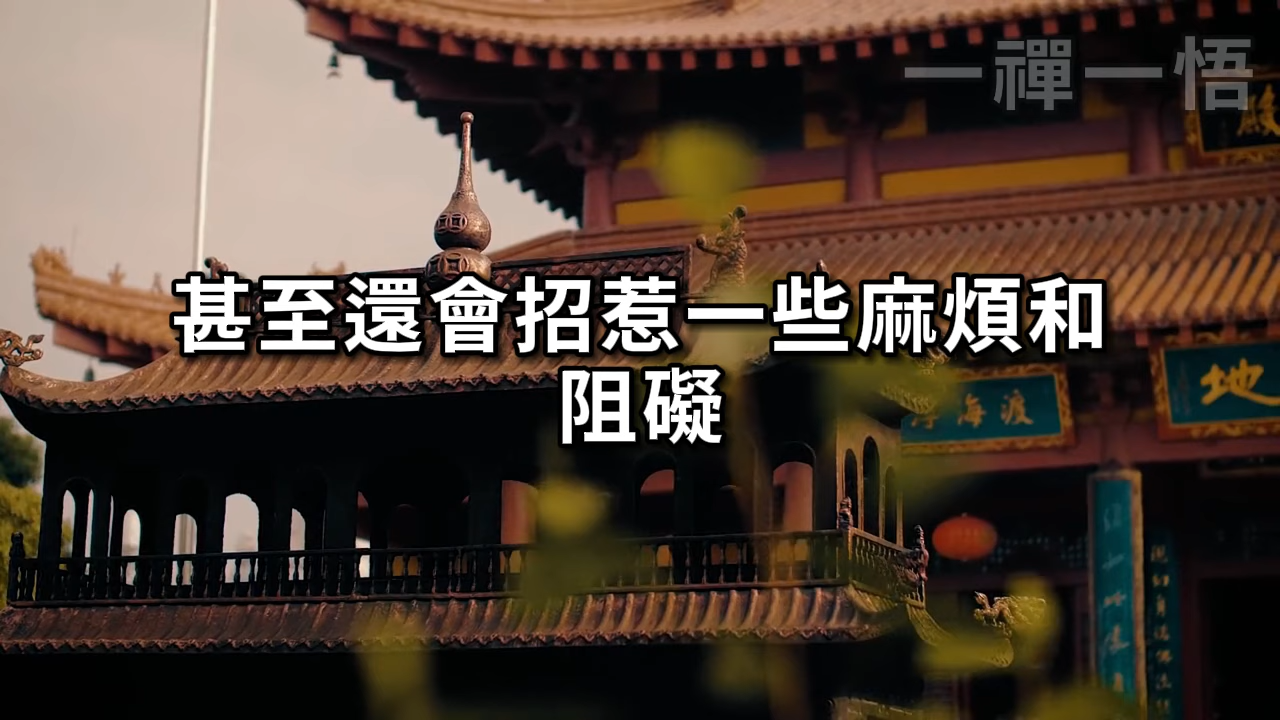 一禪一悟
殿
甚至還會招惹一些麻煩和
阻礙
海渡
地